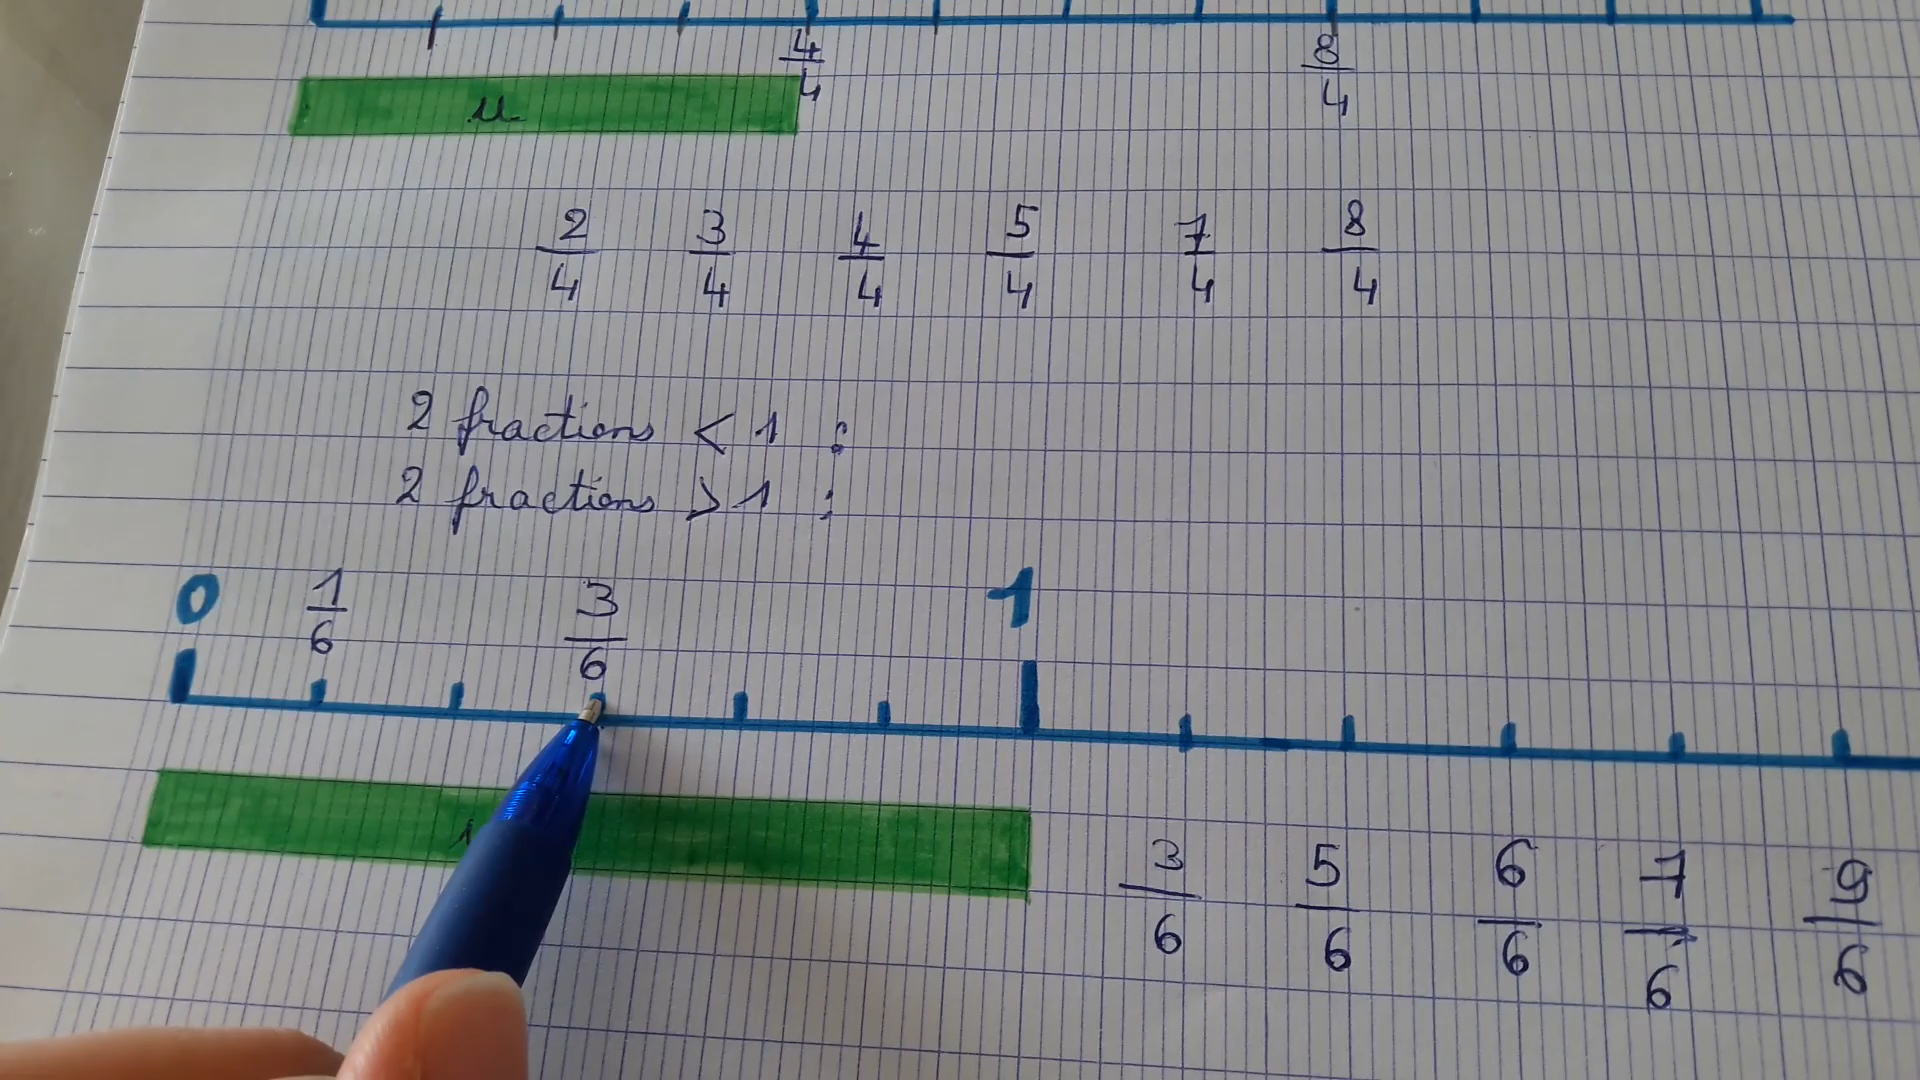 4/4 8/4
u
2/4 3/4 4/4 5/4 7/4 8/4
2 fractions < 1 :
2 fractions > 1 :
0 1/6 3/6 1
3/6 5/6 6/6 7/6 9/6